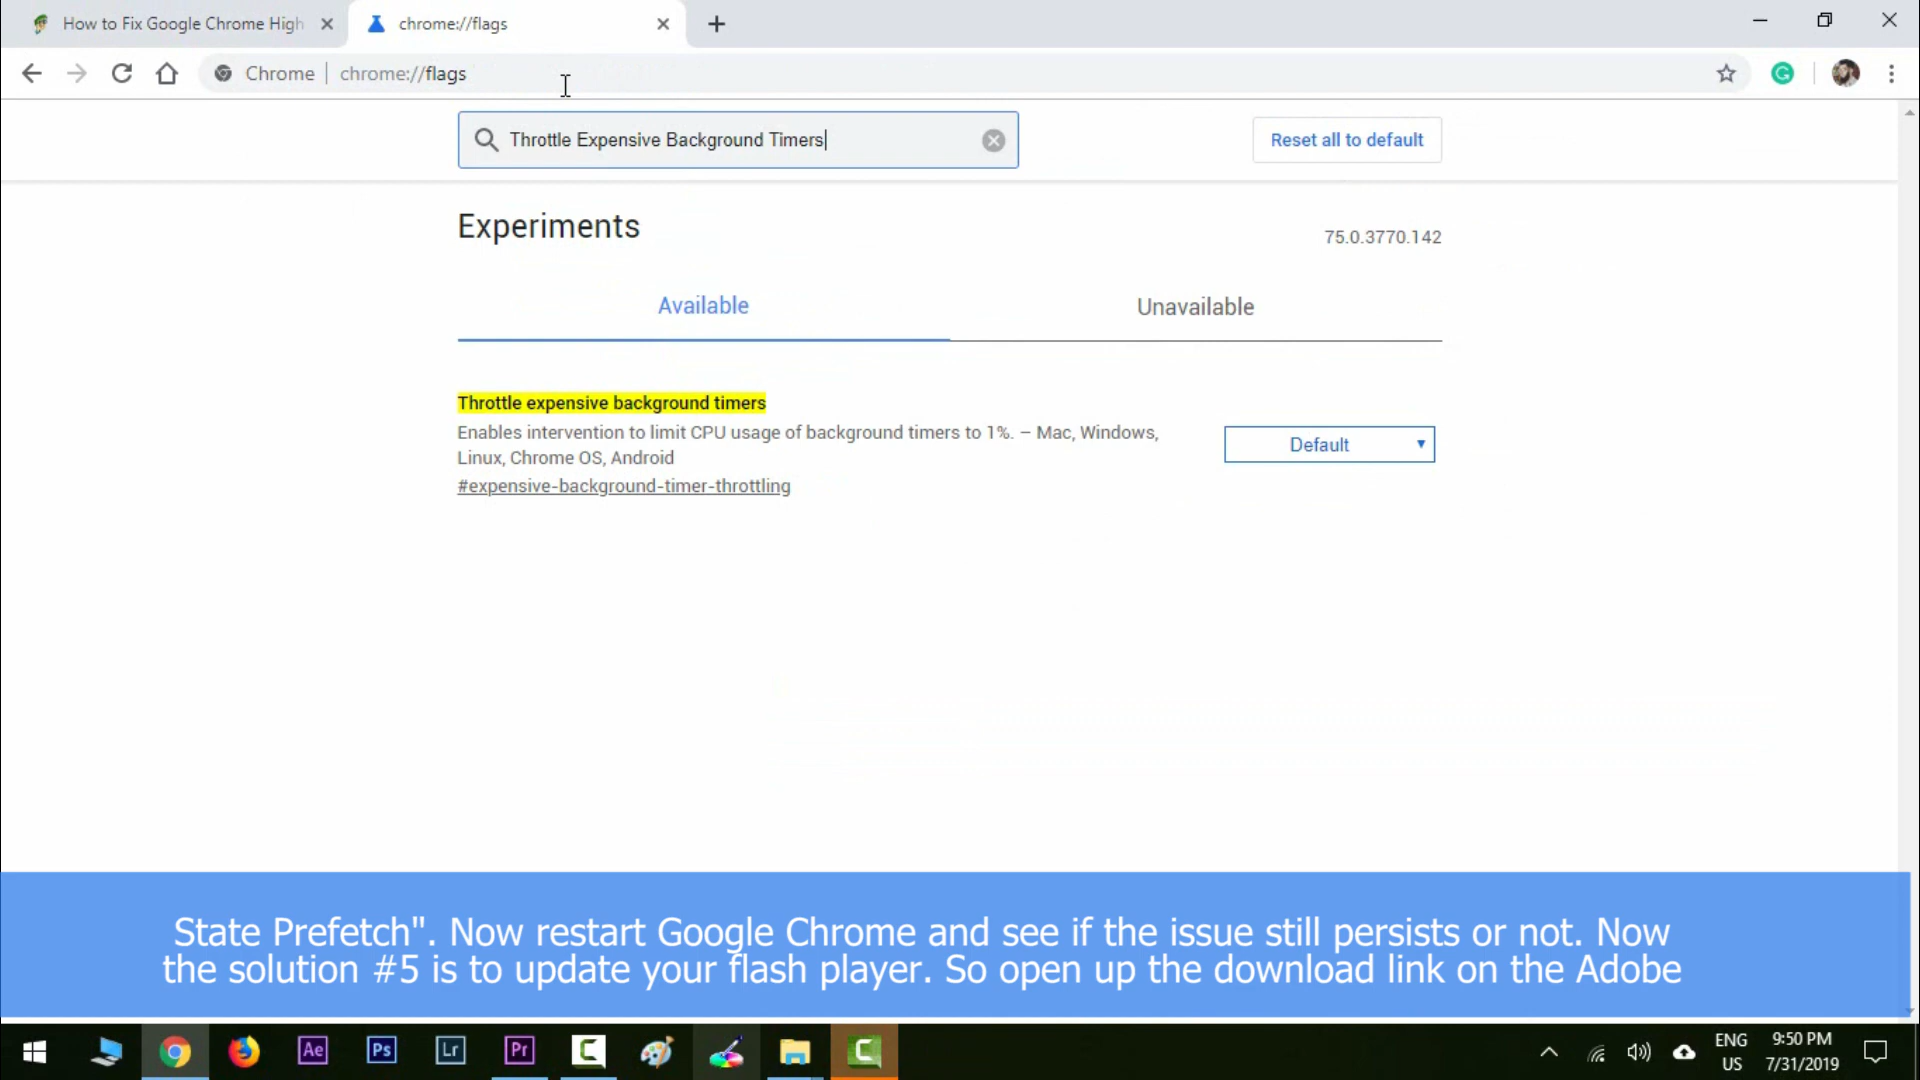 How to Fix Google Chrome High
chrome://flags
Chrome | chrome://flags
Throttle Expensive Background Timers
Reset all to default
Experiments
75.0.3770.142
Available
Unavailable
Throttle expensive background timers
Enables intervention to limit CPU usage of background timers to 1%. – Mac, Windows,
Linux, Chrome OS, Android
#expensive-background-timer-throttling
Default
State Prefetch". Now restart Google Chrome and see if the issue still persists or not. Now
the solution #5 is to update your flash player. So open up the download link on the Adobe
Ae
Ps
Lr
Pr
ENG
US
9:50 PM
7/31/2019